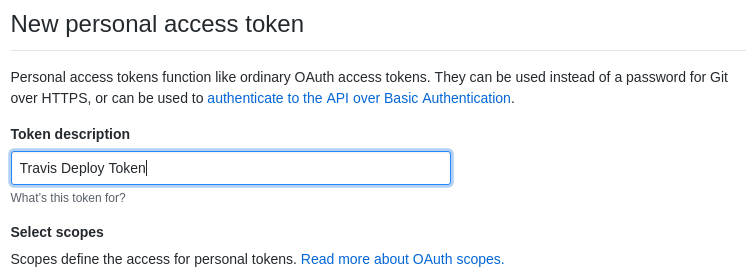 New personal access token
Personal access tokens function like ordinary OAuth access tokens. They can be used instead of a password for Git
over HTTPS, or can be used to authenticate to the API over Basic Authentication.
Token description
Travis Deploy Token
What's this token for?
Select scopes
Scopes define the access for personal tokens. Read more about OAuth scopes.